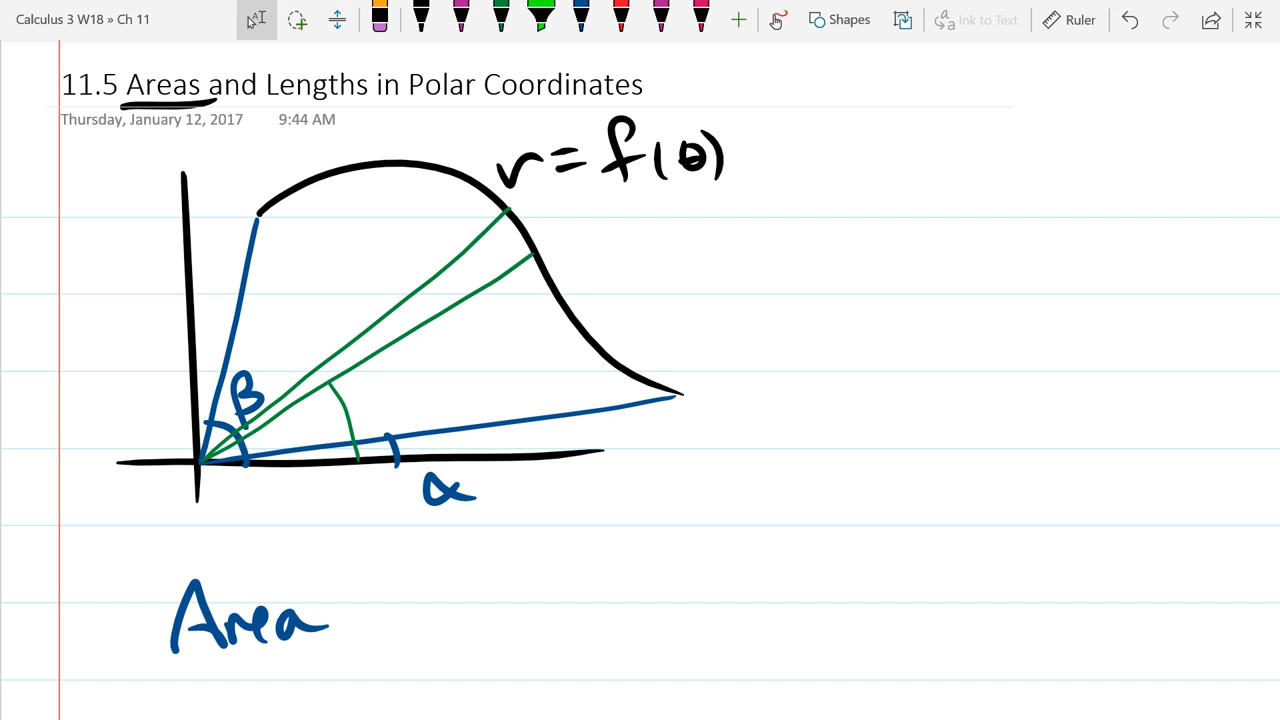 Calculus 3 W18 » Ch 11
Ink to Text
Shapes
Ruler
11.5 Areas and Lengths in Polar Coordinates
Thursday, January 12, 2017 9:44 AM
r = f(θ)
β
α
Area